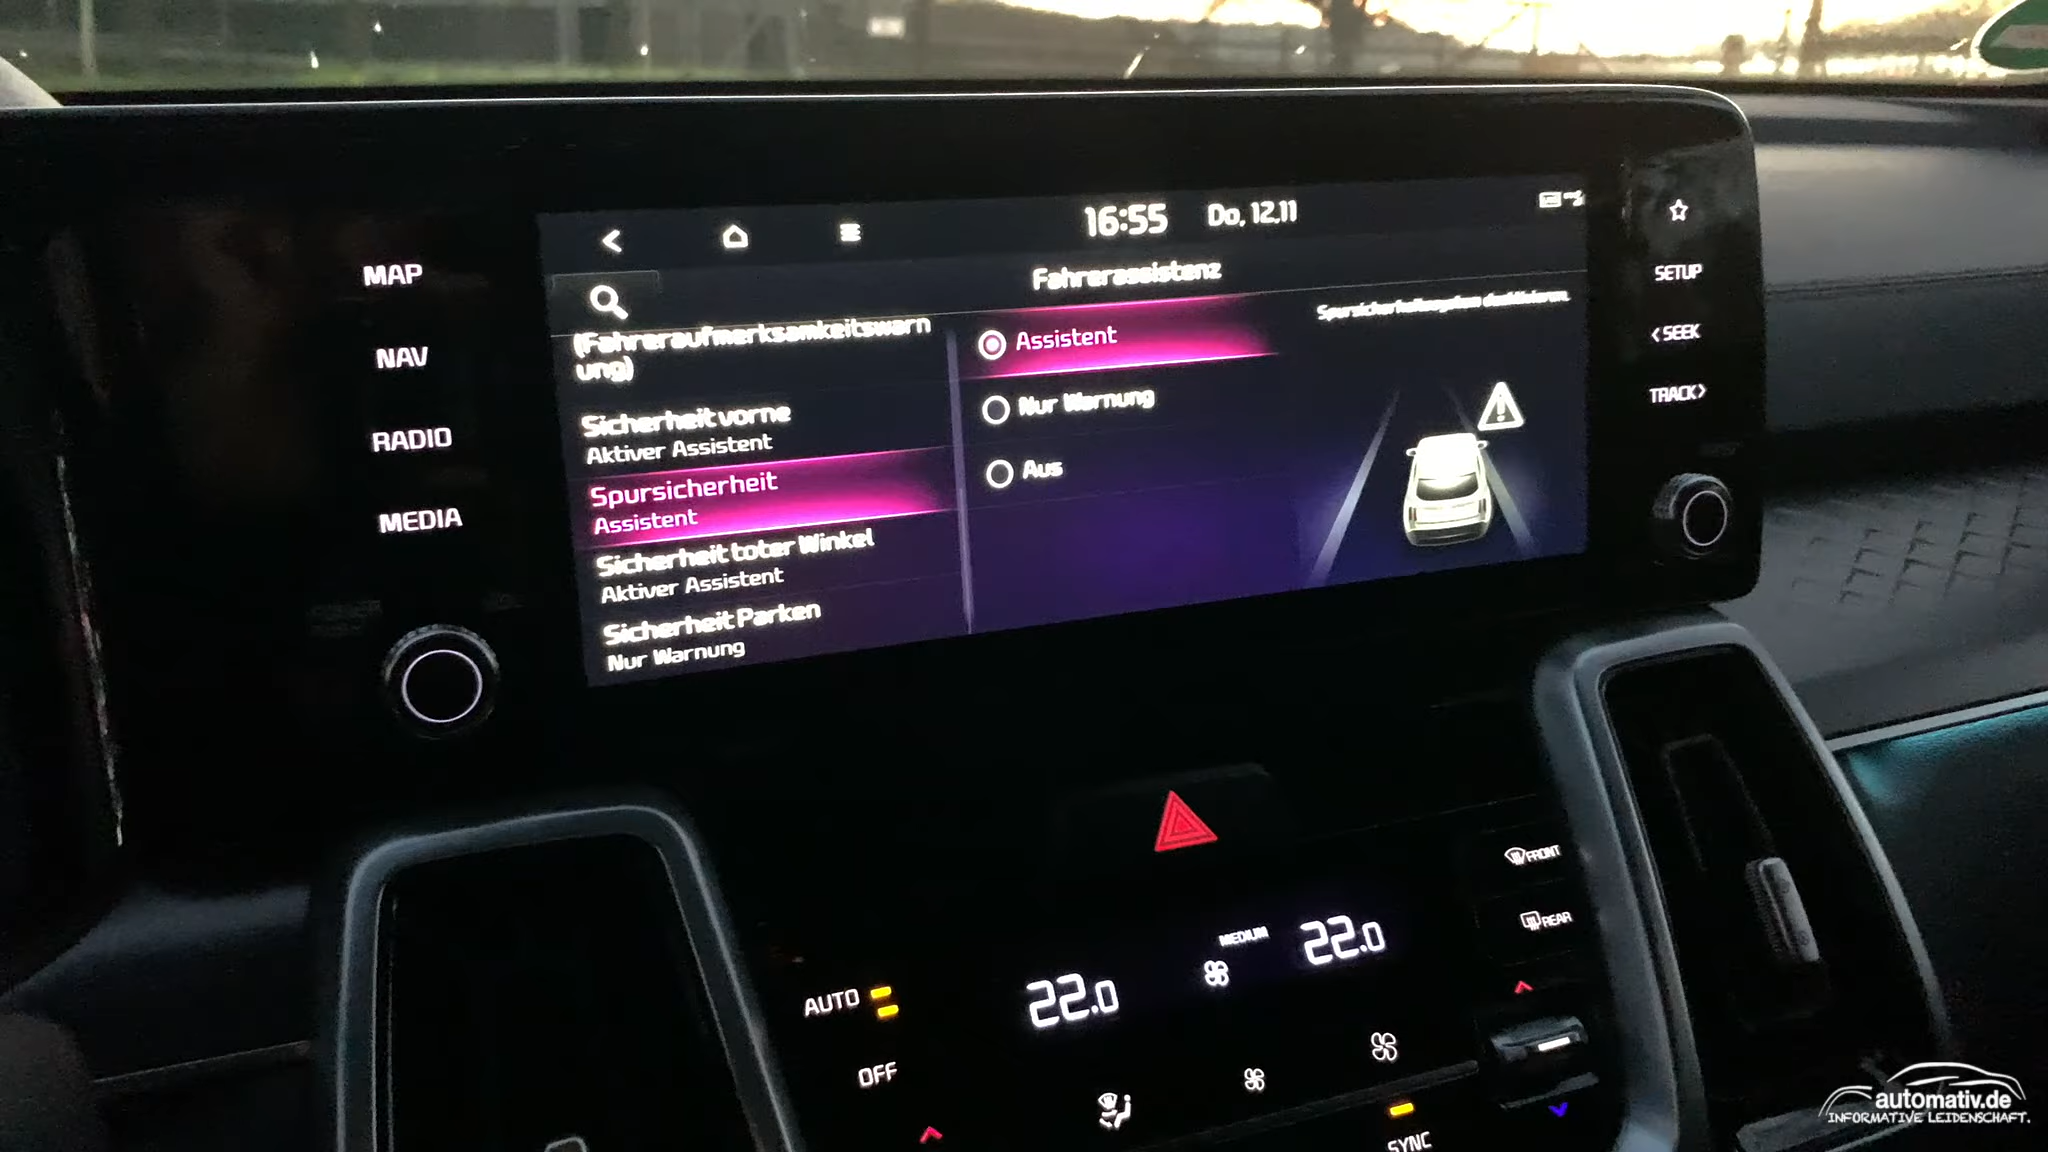 16:55 Do, 12.11
Fahrerassistenz
MAP
NAV
RADIO
MEDIA
(Fahreraufmerksamkeitswarn
ung)
Sicherheit vorne
Aktiver Assistent
Spursicherheit
Assistent
Sicherheit toter Winkel
Aktiver Assistent
Sicherheit Parken
Nur Warnung
Assistent
Nur Warnung
Aus
SETUP
< SEEK
TRACK >
FRONT
REAR
MEDIUM
22.0
22.0
AUTO
OFF
SYNC
automativ.de
INFORMATIVE LEIDENSCHAFT.